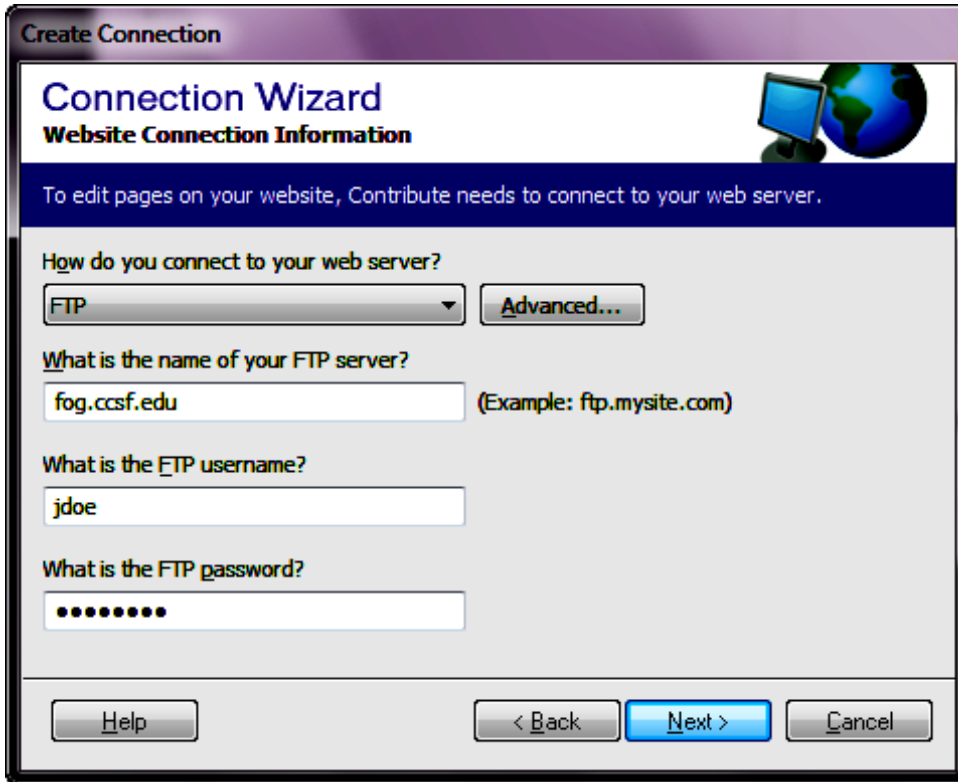 Create Connection
Connection Wizard
Website Connection Information
To edit pages on your website, Contribute needs to connect to your web server.
How do you connect to your web server?
FTP
Advanced...
What is the name of your FTP server?
fog.ccsf.edu
(Example: ftp.mysite.com)
What is the FTP username?
jdoe
What is the FTP password?
••••••••
Help
< Back
Next >
Cancel